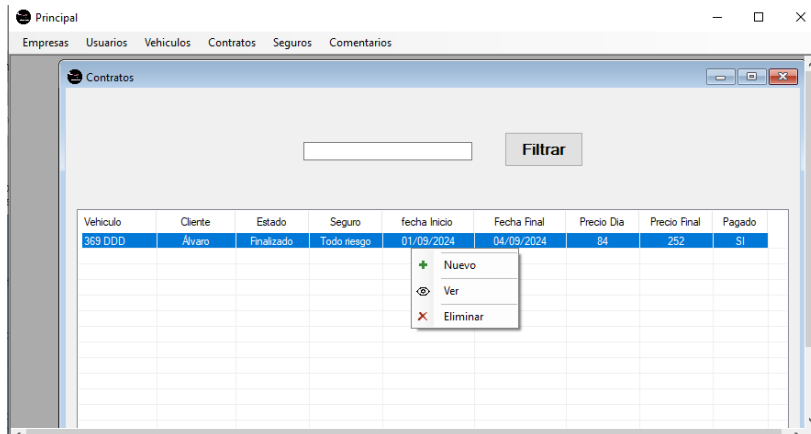 Principal
Empresas Usuarios Vehiculos Contratos Seguros Comentarios
Contratos
Filtrar
Vehiculo Cliente Estado Seguro fecha Inicio Fecha Final Precio Dia Precio Final Pagado
369 DDD Álvaro Finalizado Todo riesgo 01/09/2024 04/09/2024 84 252 SI
Nuevo
Ver
Eliminar